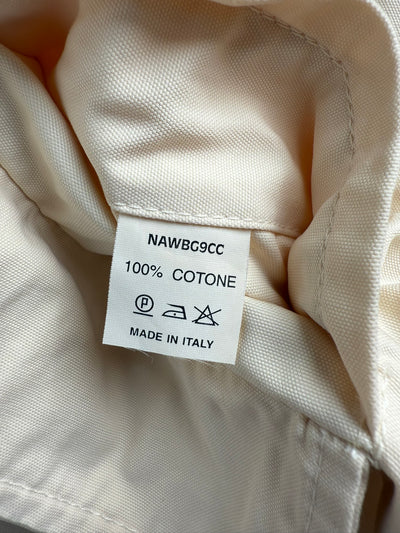 NAWBG9CC
100% COTONE
P
MADE IN ITALY